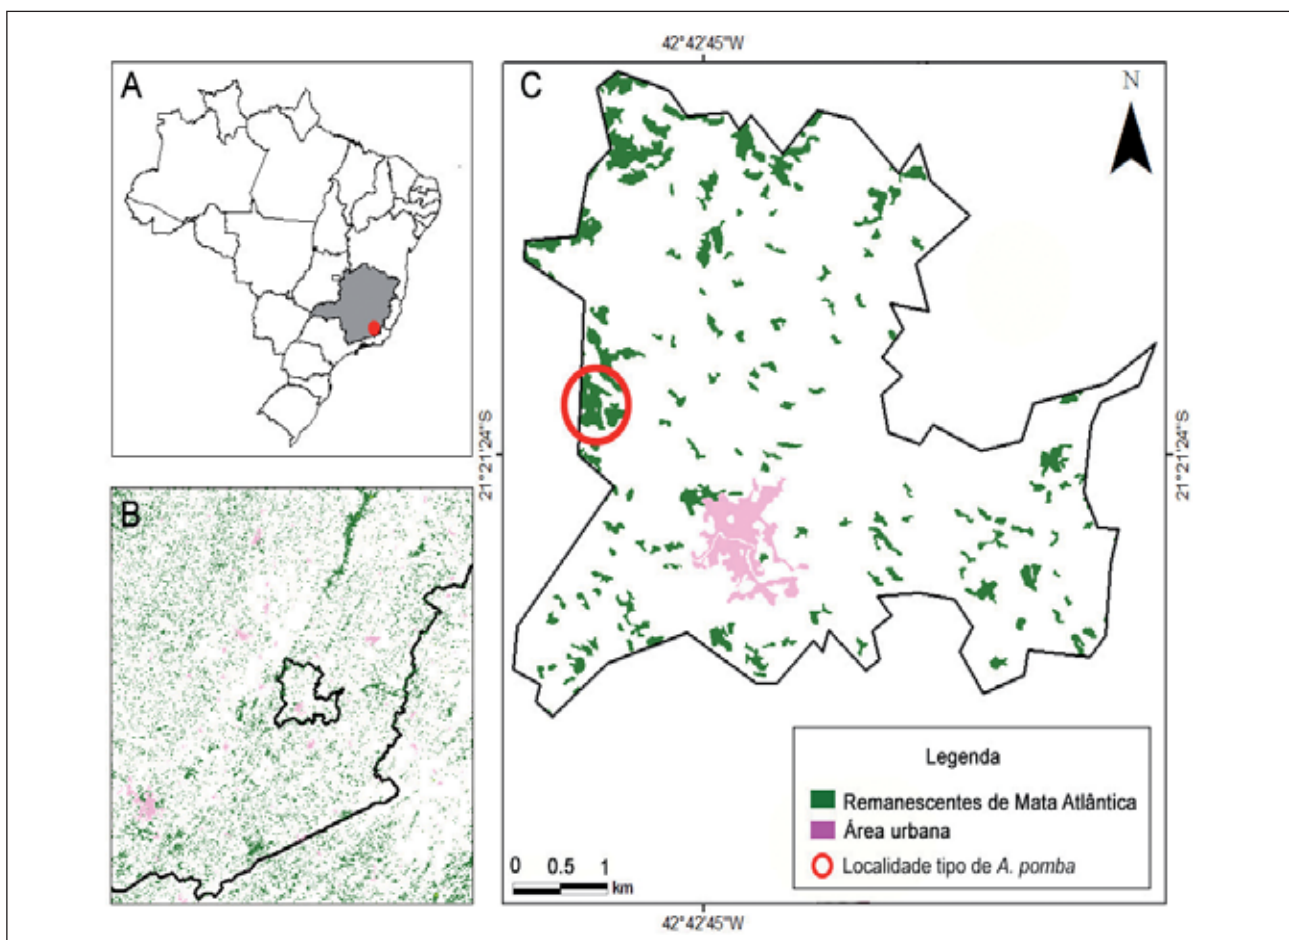 A
B
C
42°42'45"W
N
21°21'24"S
21°21'24"S
Legenda
Remanescentes de Mata Atlântica
Área urbana
Localidade tipo de A. pomba
0 0.5 1
km
42°42'45"W